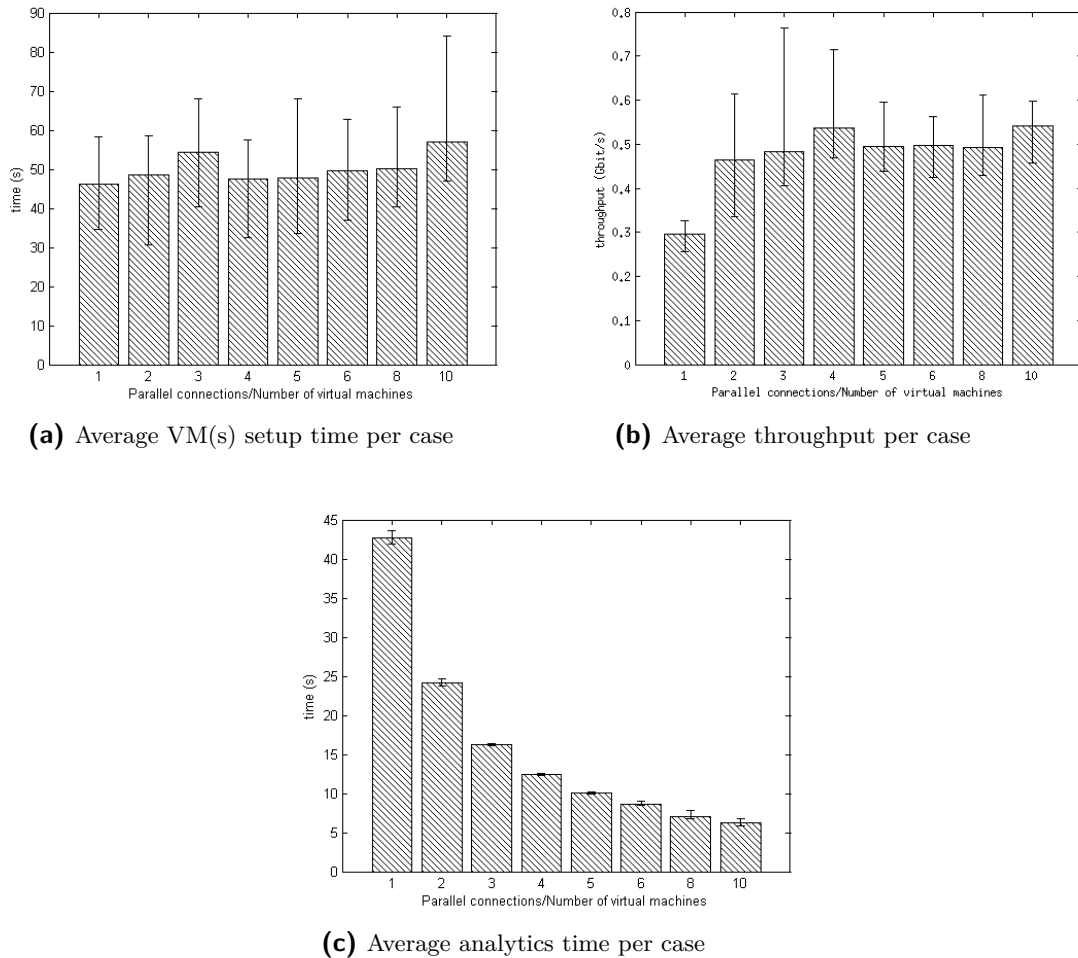 90
80
70
60
50
40
30
20
10
0
time (s)
1 2 3 4 5 6 8 10
Parallel connections/Number of virtual machines
(a) Average VM(s) setup time per case
0.8
0.7
0.6
0.5
0.4
0.3
0.2
0.1
0
throughput (Gbit/s)
1 2 3 4 5 6 8 10
Parallel connections/Number of virtual machines
(b) Average throughput per case
45
40
35
30
25
20
15
10
5
0
time (s)
1 2 3 4 5 6 8 10
Parallel connections/Number of virtual machines
(c) Average analytics time per case